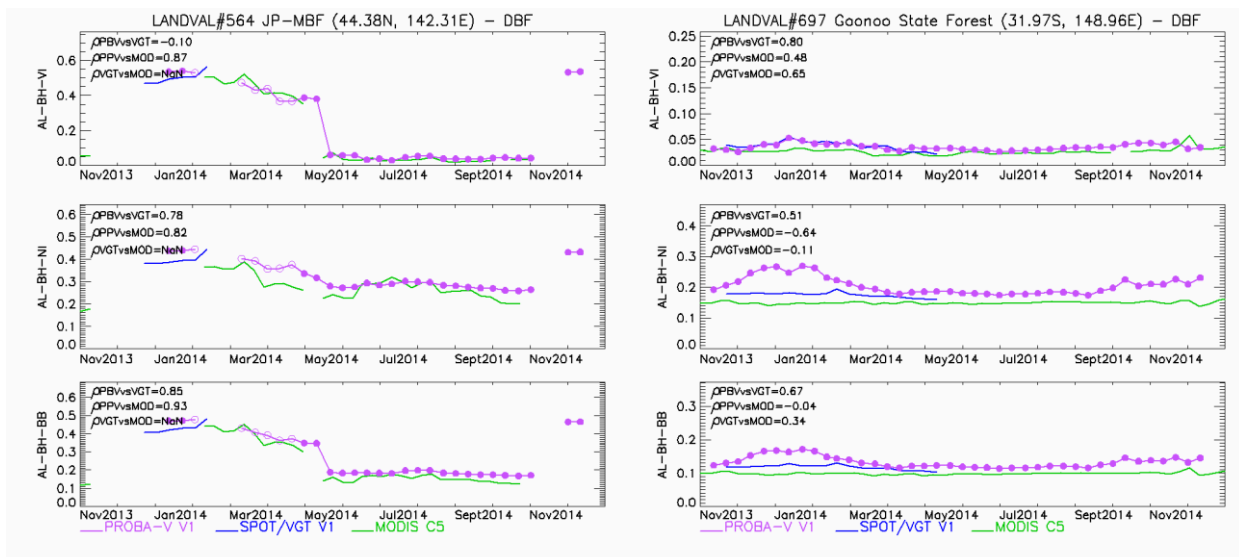 LANDVAL#564 JP-MBF (44.38N, 142.31E) - DBF
AL-BH-VI
ρPBVvsVGT=-0.10
ρPPVvsMOD=0.87
ρVGTvsMOD=NaN
0.6
0.4
0.2
0.0
Nov2013 Jan2014 Mar2014 May2014 Jul2014 Sept2014 Nov2014
AL-BH-NI
ρPBVvsVGT=0.78
ρPPVvsMOD=0.82
ρVGTvsMOD=NaN
0.6
0.5
0.4
0.3
0.2
0.1
0.0
Nov2013 Jan2014 Mar2014 May2014 Jul2014 Sept2014 Nov2014
AL-BH-BB
ρPBVvsVGT=0.85
ρPPVvsMOD=0.93
ρVGTvsMOD=NaN
0.6
0.5
0.4
0.3
0.2
0.1
0.0
Nov2013 Jan2014 Mar2014 May2014 Jul2014 Sept2014 Nov2014
PROBA-V V1 SPOT/VGT V1 MODIS C5
LANDVAL#697 Goonoo State Forest (31.97S, 148.96E) - DBF
AL-BH-VI
ρPBVvsVGT=0.80
ρPPVvsMOD=0.48
ρVGTvsMOD=0.65
0.25
0.20
0.15
0.10
0.05
0.00
Nov2013 Jan2014 Mar2014 May2014 Jul2014 Sept2014 Nov2014
AL-BH-NI
ρPBVvsVGT=0.51
ρPPVvsMOD=-0.64
ρVGTvsMOD=-0.11
0.4
0.3
0.2
0.1
0.0
Nov2013 Jan2014 Mar2014 May2014 Jul2014 Sept2014 Nov2014
AL-BH-BB
ρPBVvsVGT=0.67
ρPPVvsMOD=-0.04
ρVGTvsMOD=0.34
0.3
0.2
0.1
0.0
Nov2013 Jan2014 Mar2014 May2014 Jul2014 Sept2014 Nov2014
PROBA-V V1 SPOT/VGT V1 MODIS C5